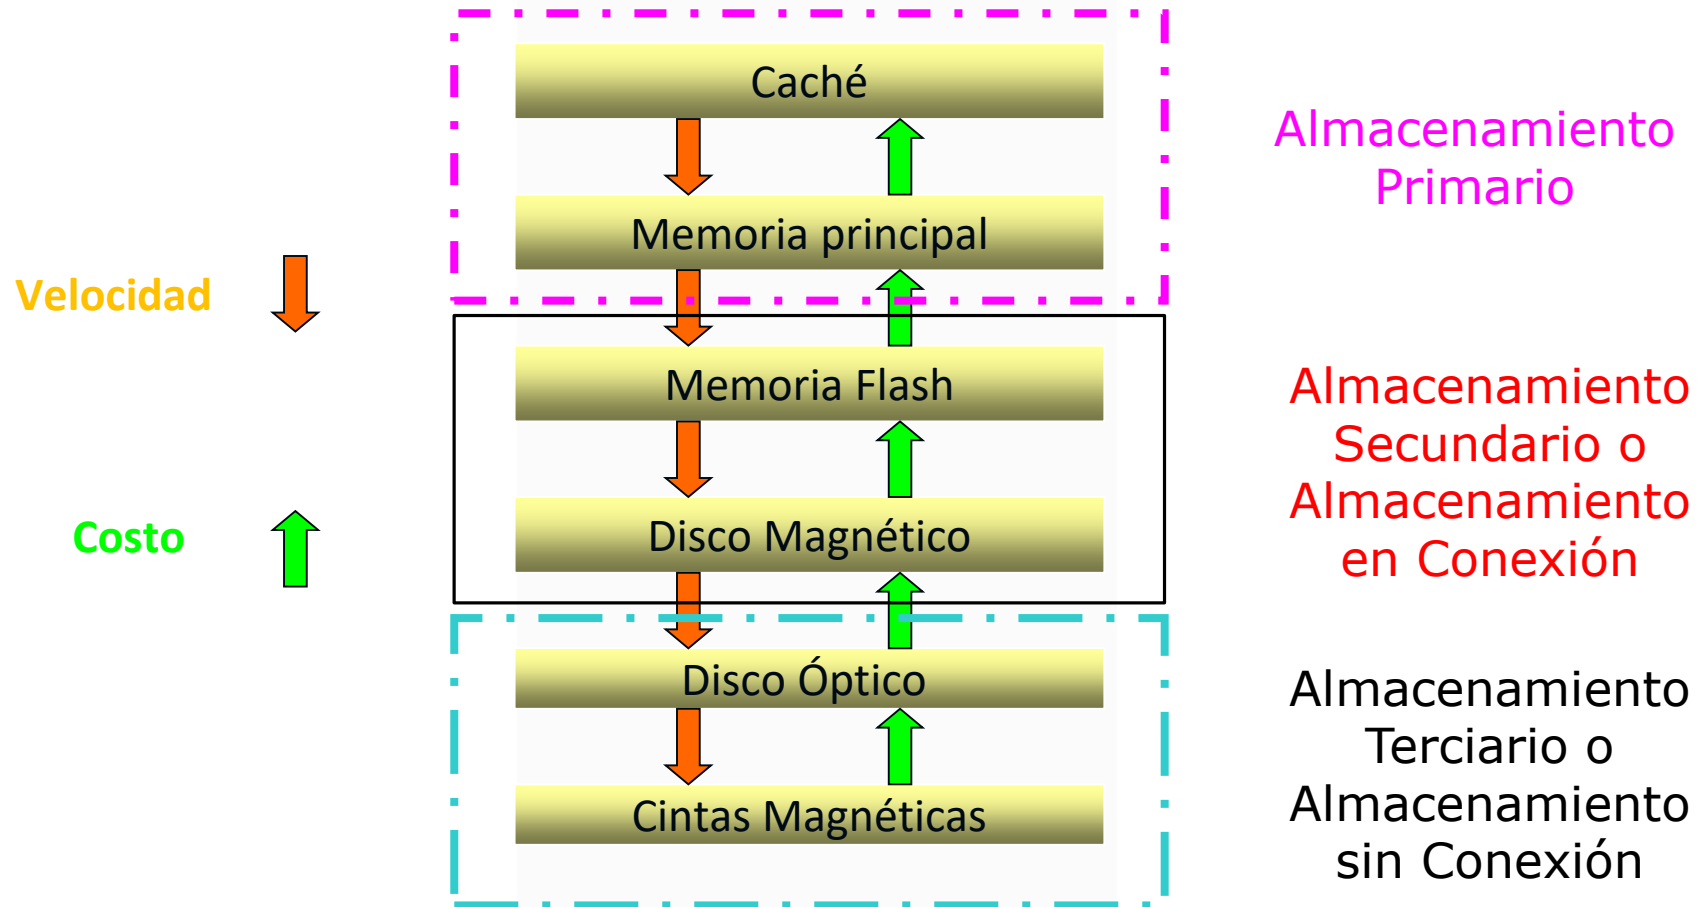 Caché
Memoria principal
Memoria Flash
Disco Magnético
Disco Óptico
Cintas Magnéticas
Velocidad
Costo
Almacenamiento
Primario
Almacenamiento
Secundario o
Almacenamiento
en Conexión
Almacenamiento
Terciario o
Almacenamiento
sin Conexión